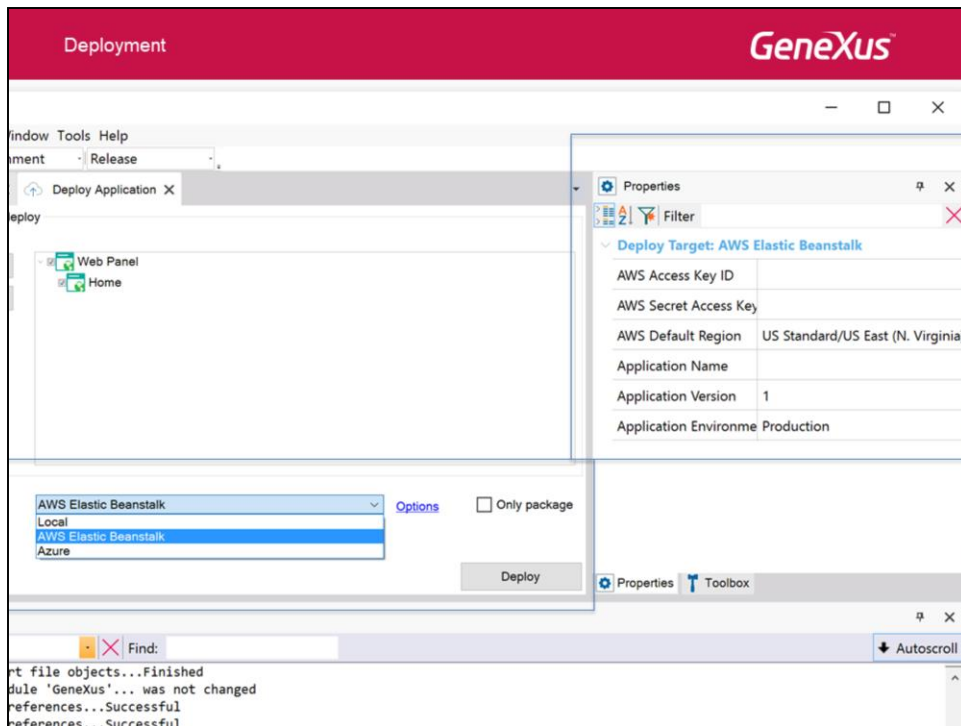 Deployment
GeneXus™
Window Tools Help
nment Release
Deploy Application
deploy
Web Panel
Home
Properties
Filter
Deploy Target: AWS Elastic Beanstalk
AWS Access Key ID
AWS Secret Access Key
AWS Default Region US Standard/US East (N. Virginia
Application Name
Application Version 1
Application Environme Production
AWS Elastic Beanstalk
Options
Only package
Local
AWS Elastic Beanstalk
Azure
Deploy
Properties
Toolbox
Find:
Autoscroll
rt file objects...Finished
dule 'GeneXus'... was not changed
references...Successful
references...Successful